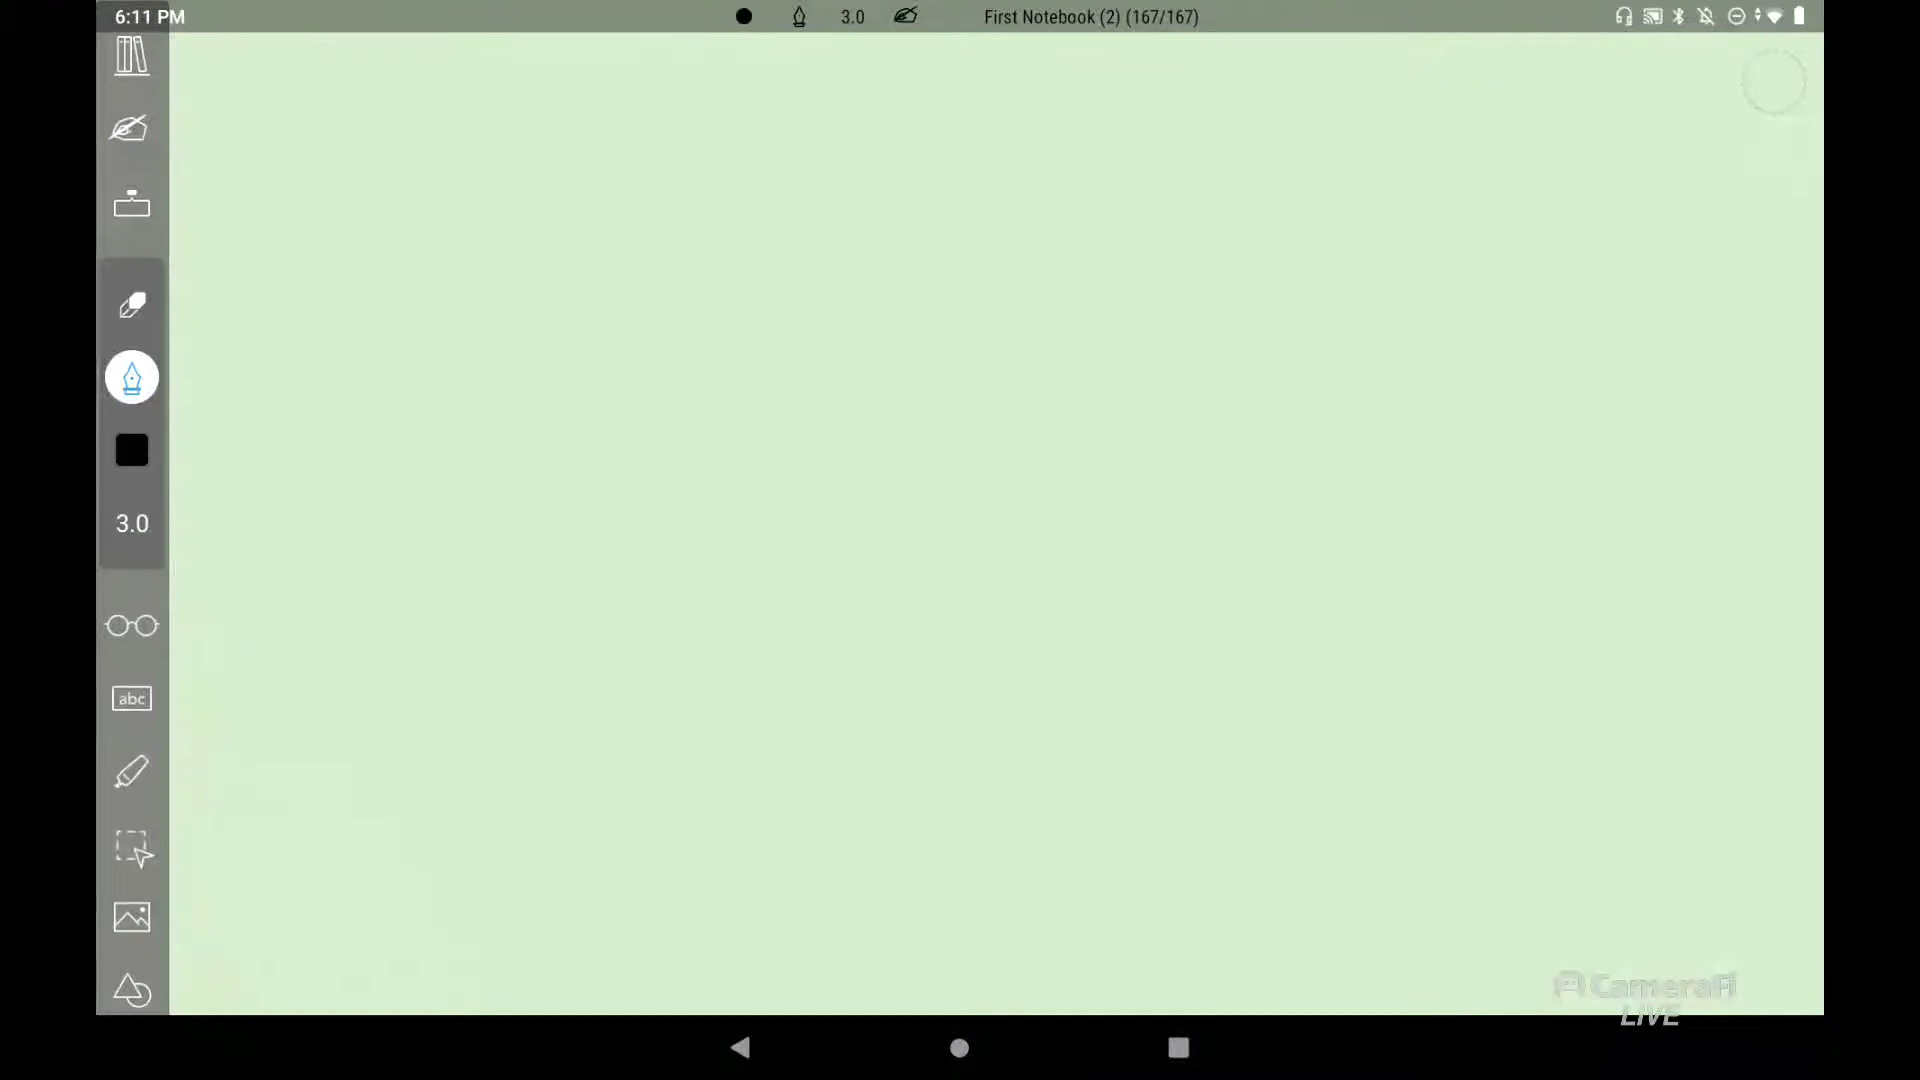 6:11 PM
3.0
First Notebook (2) (167/167)
3.0
abc
CameraFi
LIVE